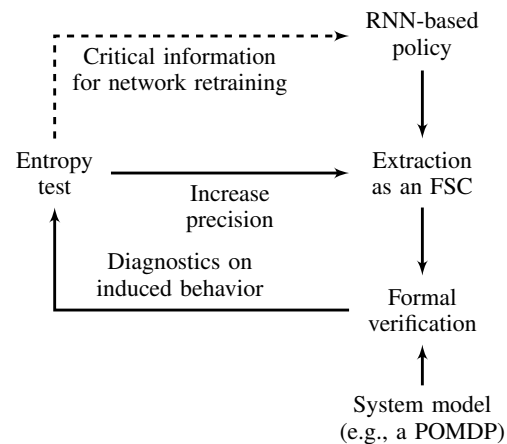 RNN-based
policy
Critical information
for network retraining
Entropy
test
Increase
precision
Extraction
as an FSC
Diagnostics on
induced behavior
Formal
verification
System model
(e.g., a POMDP)